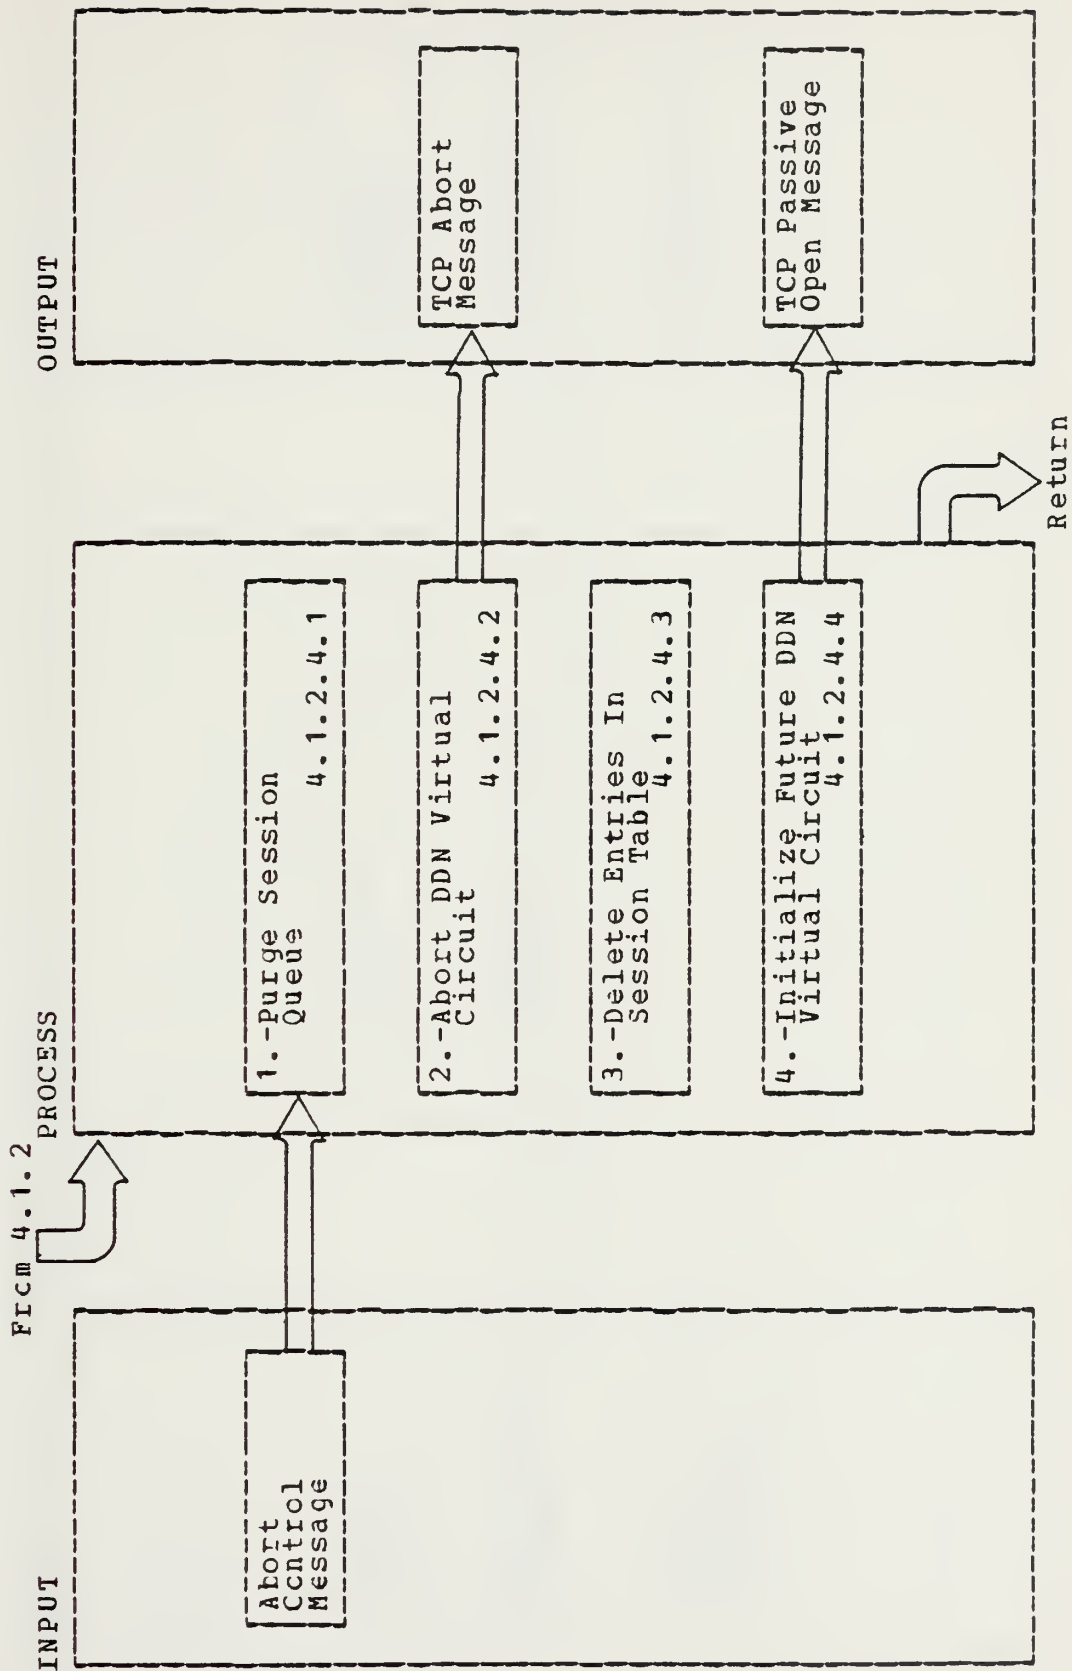 From 4.1.2
INPUT
PROCESS
OUTPUT
Abort
Control
Message
1.-Purge Session
Queue
4.1.2.4.1
2.-Abort DDN Virtual
Circuit
4.1.2.4.2
3.-Delete Entries In
Session Table
4.1.2.4.3
4.-Initialize Future DDN
Virtual Circuit
4.1.2.4.4
TCP Abort
Message
TCP Passive
Open Message
Return